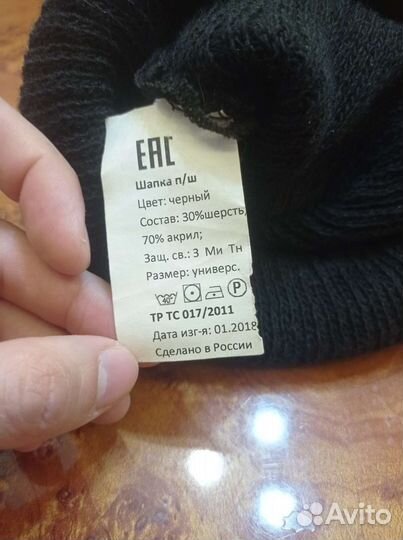 EAC
Шапка п/ш
Цвет: черный
Состав: 30%шерсть,
70% акрил;
Защ. св.: З Ми Тн
Размер: универс.
40 P
ТР ТС 017/2011
Дата изг-я: 01.2018
Сделано в России
Avito